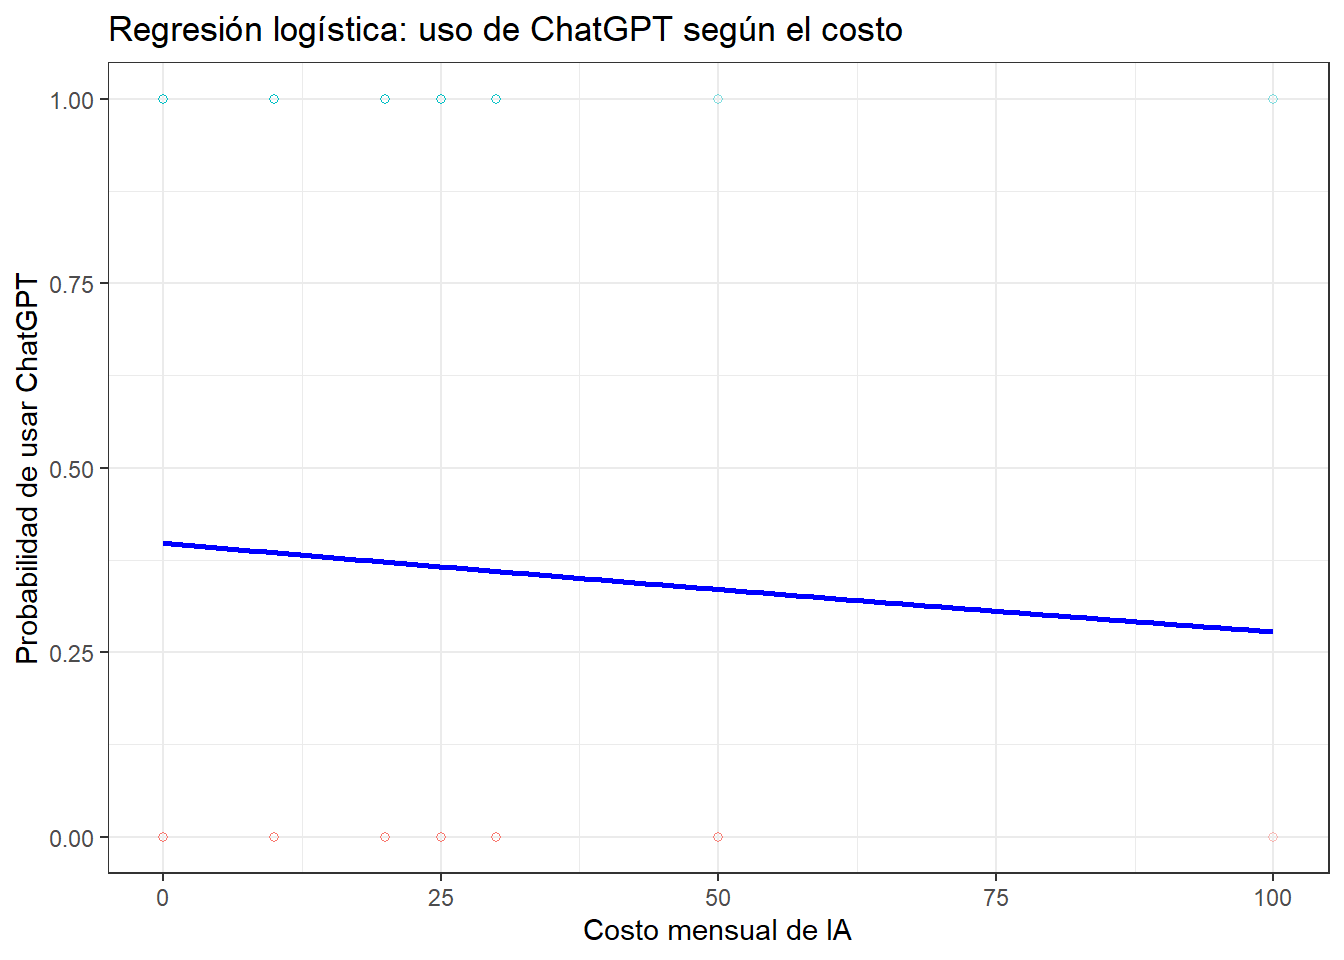 Regresión logística: uso de ChatGPT según el costo
Probabilidad de usar ChatGPT
1.00
0.75
0.50
0.25
0.00
0 25 50 75 100
Costo mensual de IA